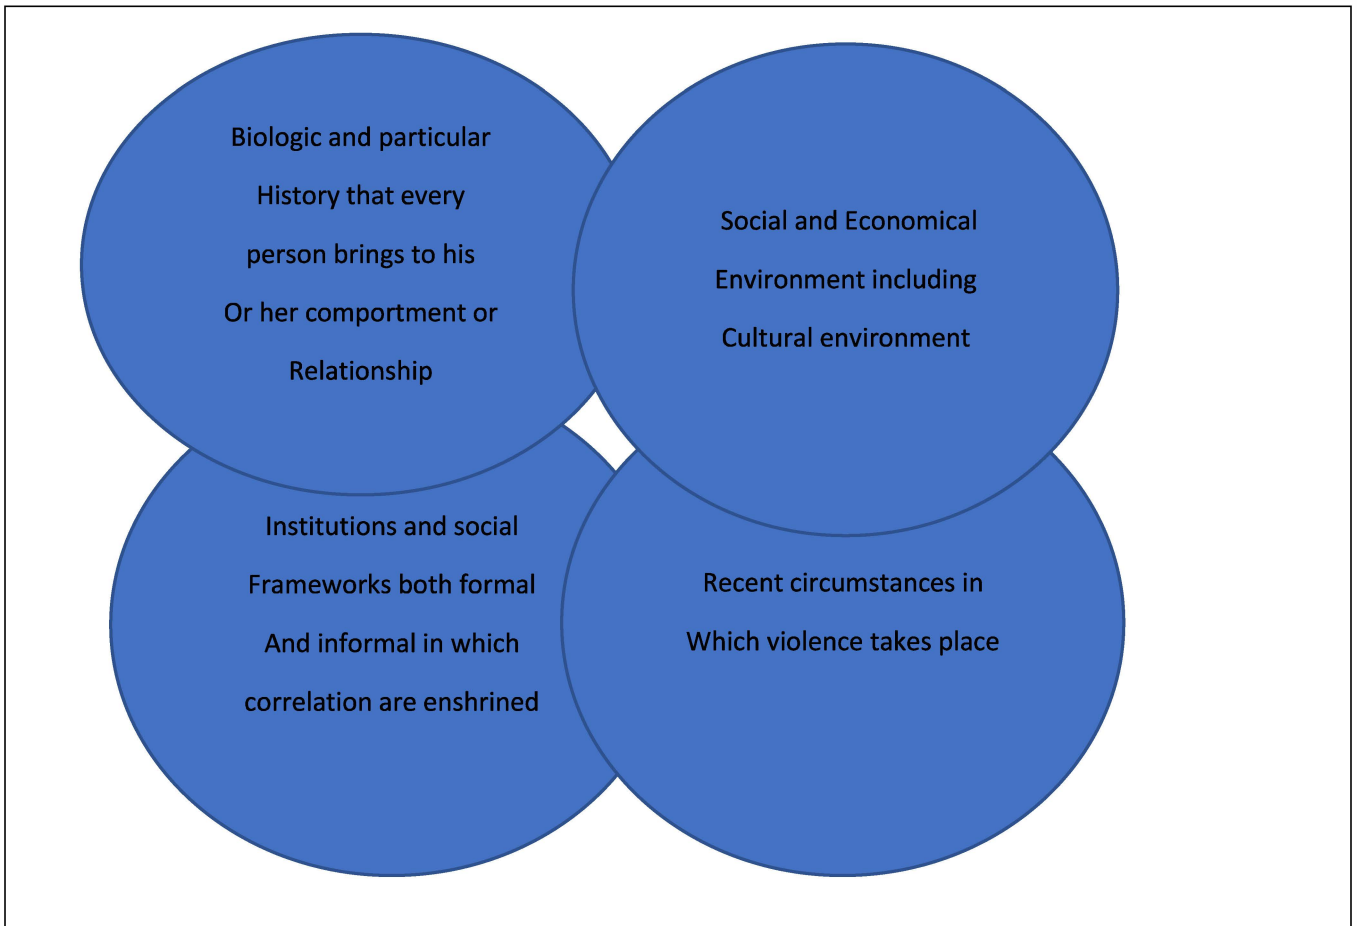 Biologic and particular
History that every
person brings to his
Or her comportment or
Relationship
Social and Economical
Environment including
Cultural environment
Institutions and social
Frameworks both formal
And informal in which
correlation are enshrined
Recent circumstances in
Which violence takes place